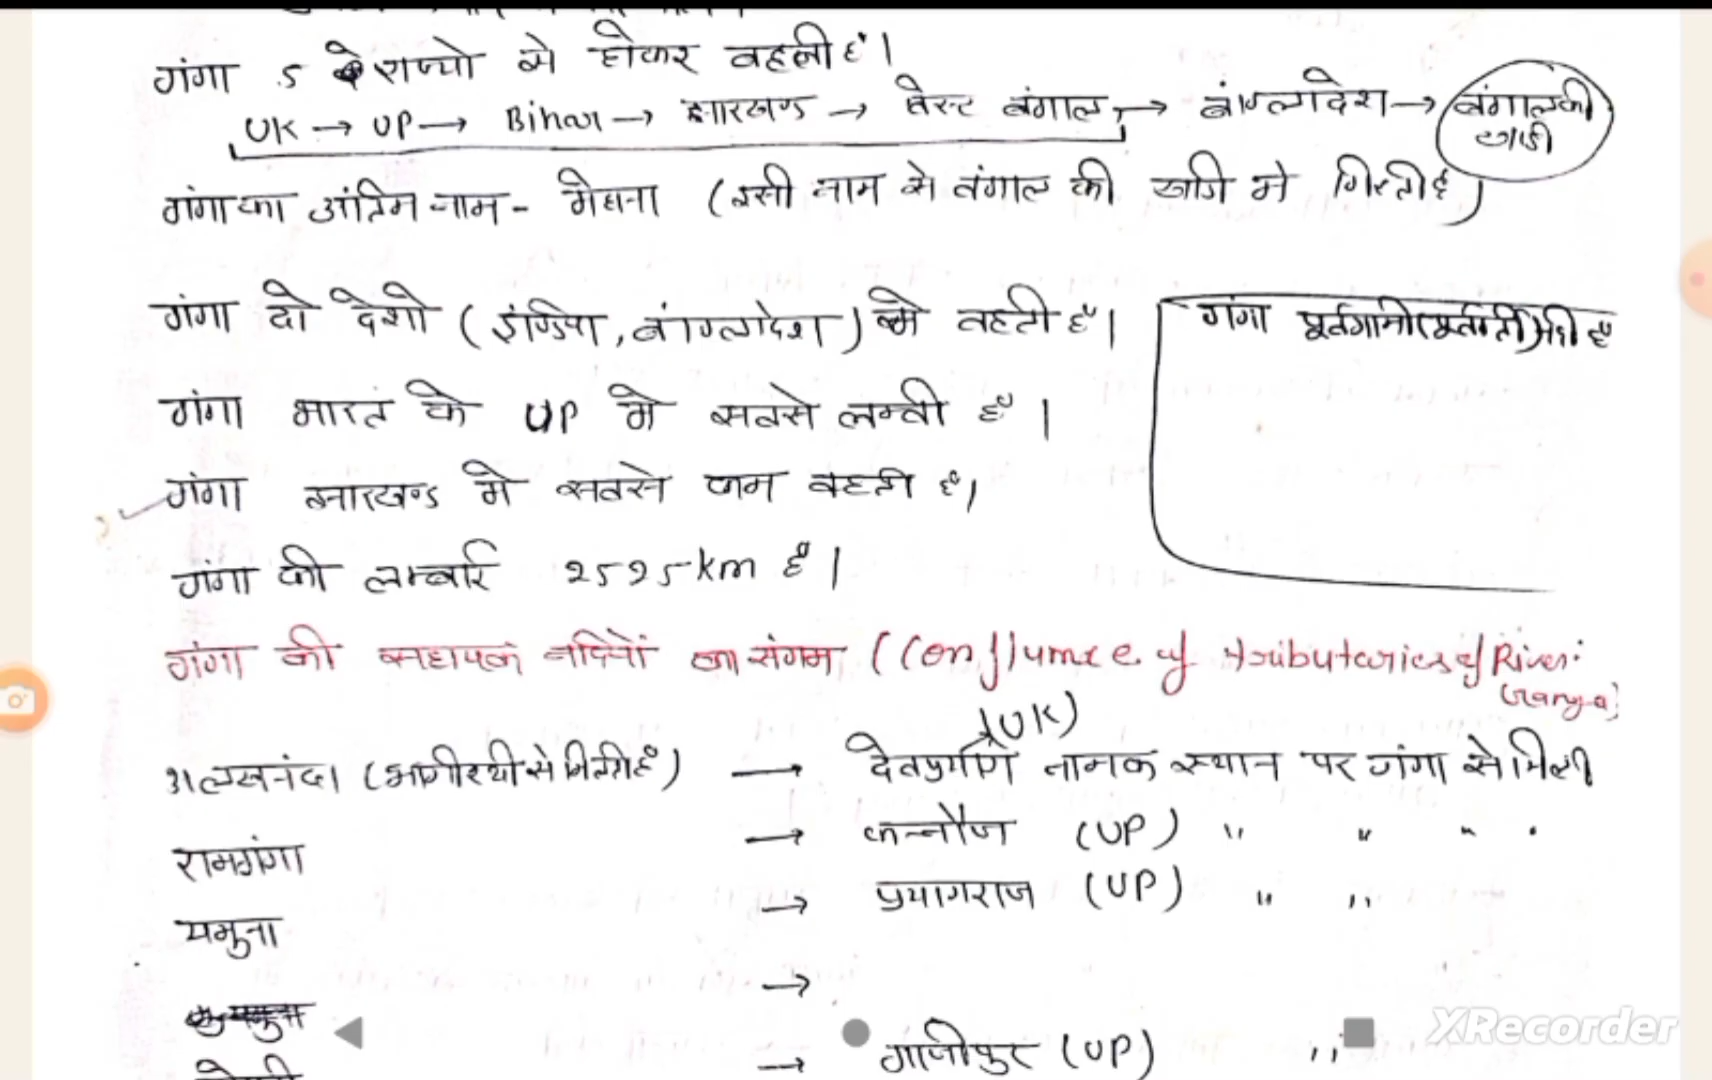 गंगा 5 राज्यो से होकर बहती है।
UK → UP → Bihar → झारखण्ड → वेस्ट बंगाल → बांग्लादेश → बंगाल की खाड़ी
गंगा का अंतिम नाम - मेघना (इसी नाम से बंगाल की खाड़ी मे गिरती है)
गंगा दो देशो (इंडिया, बांग्लादेश) मे बहती है।
गंगा पूर्वगामी नदी है
गंगा भारत के UP मे सबसे लम्बी है।
गंगा झारखण्ड मे सबसे कम बहती है।
गंगा की लम्बाई 2525 km है।
गंगा की सहायक नदियों का संगम (Conflumce of tributaries of River Ganga)
(UK)
अलखनंदा (भागीरथी से मिलती है) → देवप्रयाग नामक स्थान पर गंगा से मिली
रामगंगा → कन्नौज (UP) " " " "
यमुना → प्रयागराज (UP) " "
→
→ गाजीपुर (UP) "
XRecorder